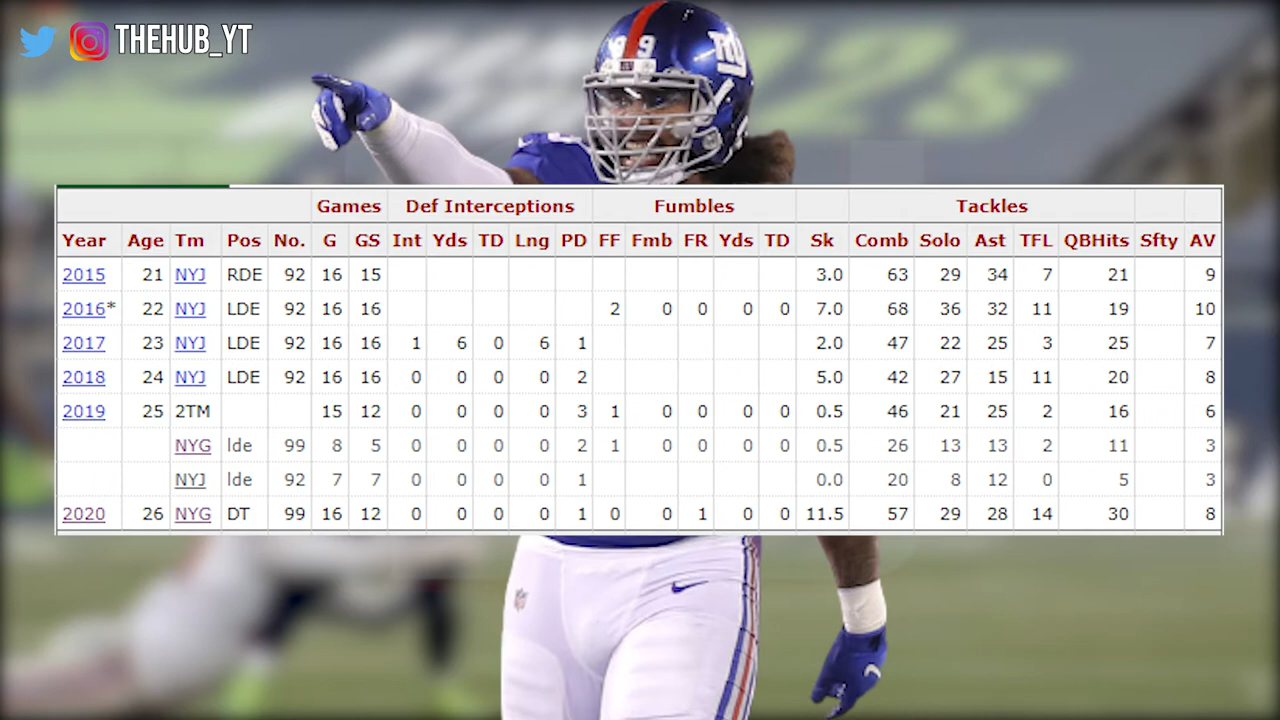 THEHUB_YT
Games Def Interceptions Fumbles Tackles
Year Age Tm Pos No. G GS Int Yds TD Lng PD FF Fmb FR Yds TD Sk Comb Solo Ast TFL QBHits Sfty AV
2015 21 NYJ RDE 92 16 15 3.0 63 29 34 7 21 9
2016* 22 NYJ LDE 92 16 16 2 0 0 0 0 7.0 68 36 32 11 19 10
2017 23 NYJ LDE 92 16 16 1 6 0 6 1 2.0 47 22 25 3 25 7
2018 24 NYJ LDE 92 16 16 0 0 0 0 2 5.0 42 27 15 11 20 8
2019 25 2TM 15 12 0 0 0 0 3 1 0 0 0 0 0.5 46 21 25 2 16 6
NYG lde 99 8 5 0 0 0 0 2 1 0 0 0 0 0.5 26 13 13 2 11 3
NYJ lde 92 7 7 0 0 0 0 1 0.0 20 8 12 0 5 3
2020 26 NYG DT 99 16 12 0 0 0 0 1 0 0 1 0 0 11.5 57 29 28 14 30 8